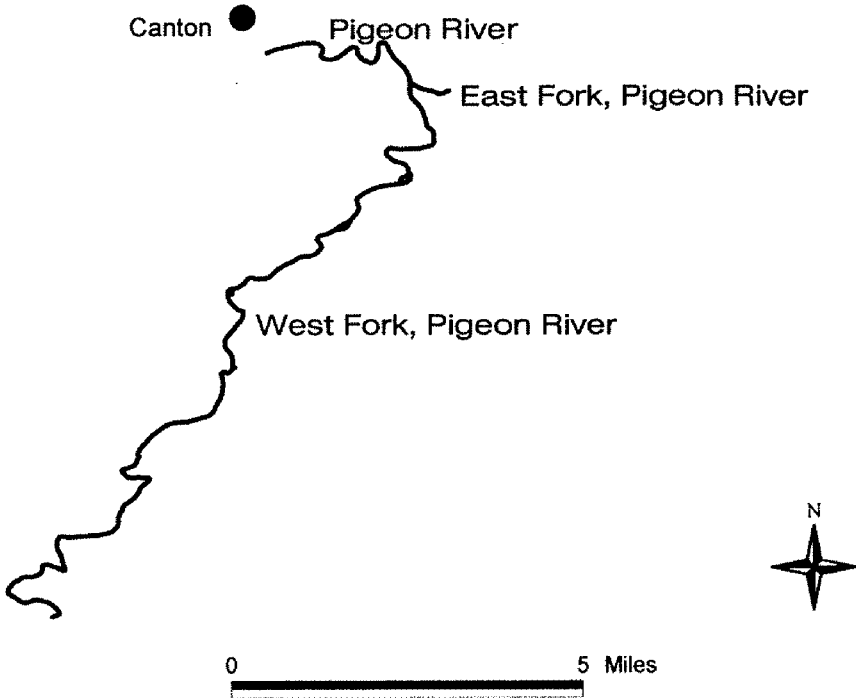 Canton
Pigeon River
East Fork, Pigeon River
West Fork, Pigeon River
N
0 5 Miles